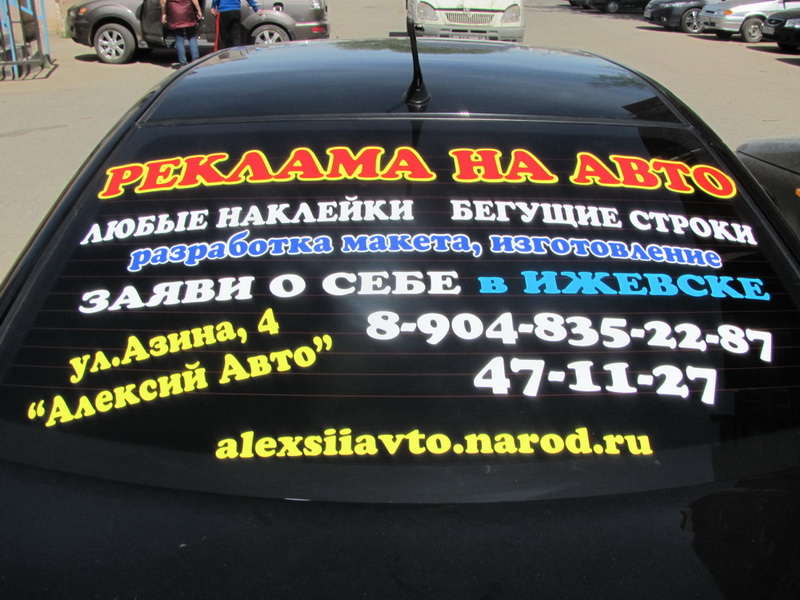 РЕКЛАМА НА АВТО
ЛЮБЫЕ НАКЛЕЙКИ БЕГУЩИЕ СТРОКИ
разработка макета, изготовление
ЗАЯВИ О СЕБЕ в ИЖЕВСКЕ
ул.Азина, 4
"Алексий Авто"
8-904-835-22-87
47-11-27
alexsiiavto.narod.ru